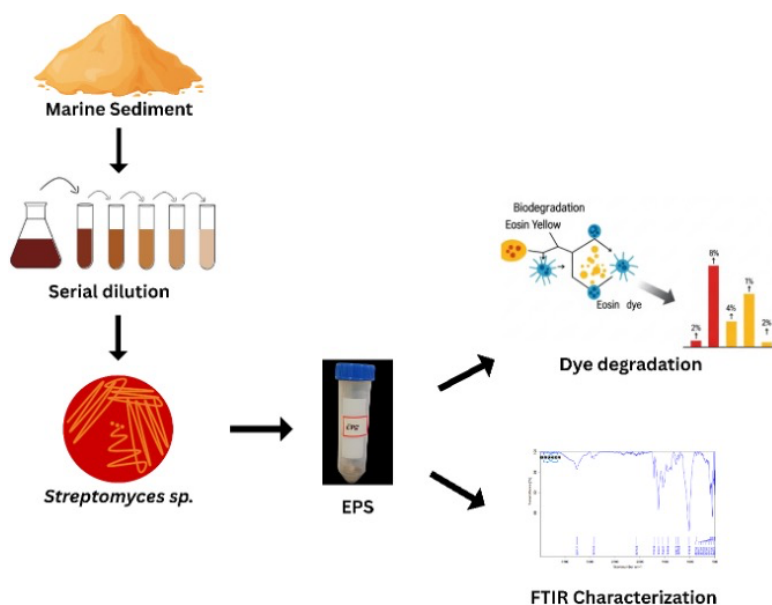 Marine Sediment
Serial dilution
Streptomyces sp.
EPS
Biodegradation
Eosin Yellow
Eosin dye
2%
8%
4%
1%
2%
Dye degradation
FTIR Characterization